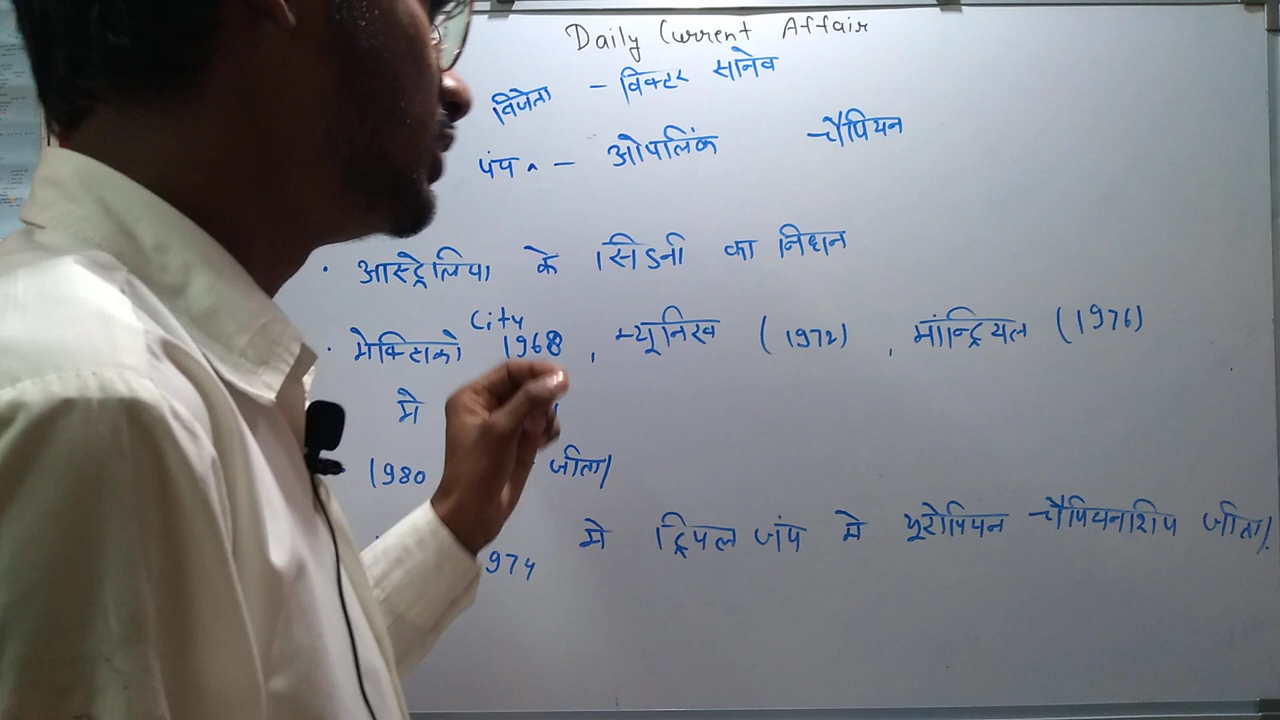 Daily Current Affair
विजेता - विक्टर सानेव
पंप - ओपलिंक चैपियन
· आस्ट्रेलिया के सिडनी का निधन
City
· मेक्सिको 1968, म्यूनिख (1972), मांन्द्रियल (1976)
मे
1980 जीता।
974 मे ट्रिपल जंप मे यूरोपियन चैपियनशिप जीता।